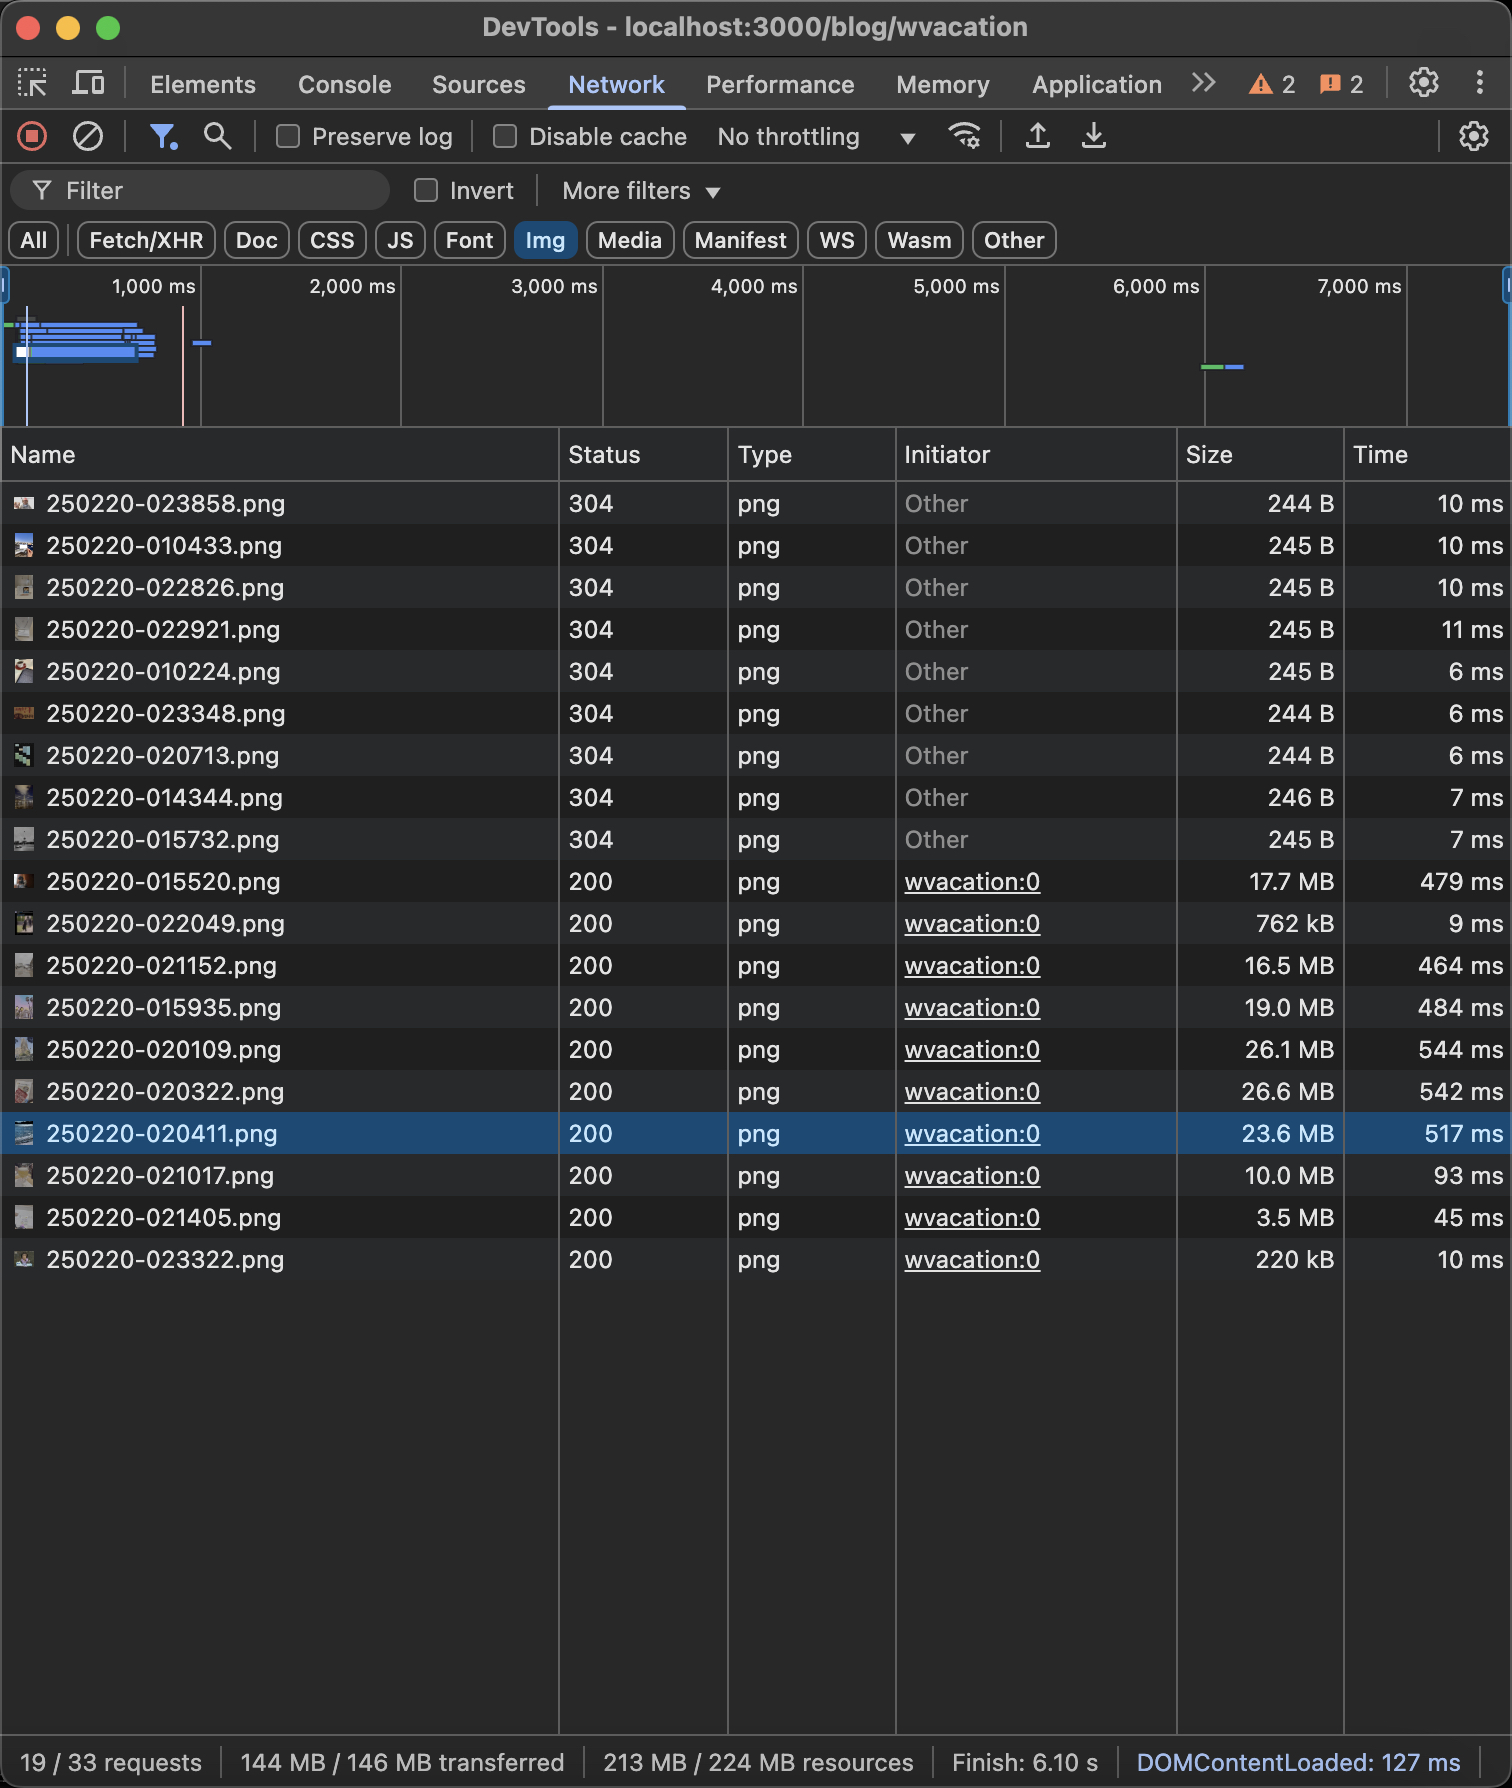 DevTools - localhost:3000/blog/wvacation
Elements Console Sources Network Performance Memory Application 2 2
Preserve log Disable cache No throttling
Filter Invert More filters
All Fetch/XHR Doc CSS JS Font Img Media Manifest WS Wasm Other
1,000 ms 2,000 ms 3,000 ms 4,000 ms 5,000 ms 6,000 ms 7,000 ms
Name Status Type Initiator Size Time
250220-023858.png 304 png Other 244 B 10 ms
250220-010433.png 304 png Other 245 B 10 ms
250220-022826.png 304 png Other 245 B 10 ms
250220-022921.png 304 png Other 245 B 11 ms
250220-010224.png 304 png Other 245 B 6 ms
250220-023348.png 304 png Other 244 B 6 ms
250220-020713.png 304 png Other 244 B 6 ms
250220-014344.png 304 png Other 246 B 7 ms
250220-015732.png 304 png Other 245 B 7 ms
250220-015520.png 200 png wvacation:0 17.7 MB 479 ms
250220-022049.png 200 png wvacation:0 762 kB 9 ms
250220-021152.png 200 png wvacation:0 16.5 MB 464 ms
250220-015935.png 200 png wvacation:0 19.0 MB 484 ms
250220-020109.png 200 png wvacation:0 26.1 MB 544 ms
250220-020322.png 200 png wvacation:0 26.6 MB 542 ms
250220-020411.png 200 png wvacation:0 23.6 MB 517 ms
250220-021017.png 200 png wvacation:0 10.0 MB 93 ms
250220-021405.png 200 png wvacation:0 3.5 MB 45 ms
250220-023322.png 200 png wvacation:0 220 kB 10 ms
19 / 33 requests 144 MB / 146 MB transferred 213 MB / 224 MB resources Finish: 6.10 s DOMContentLoaded: 127 ms